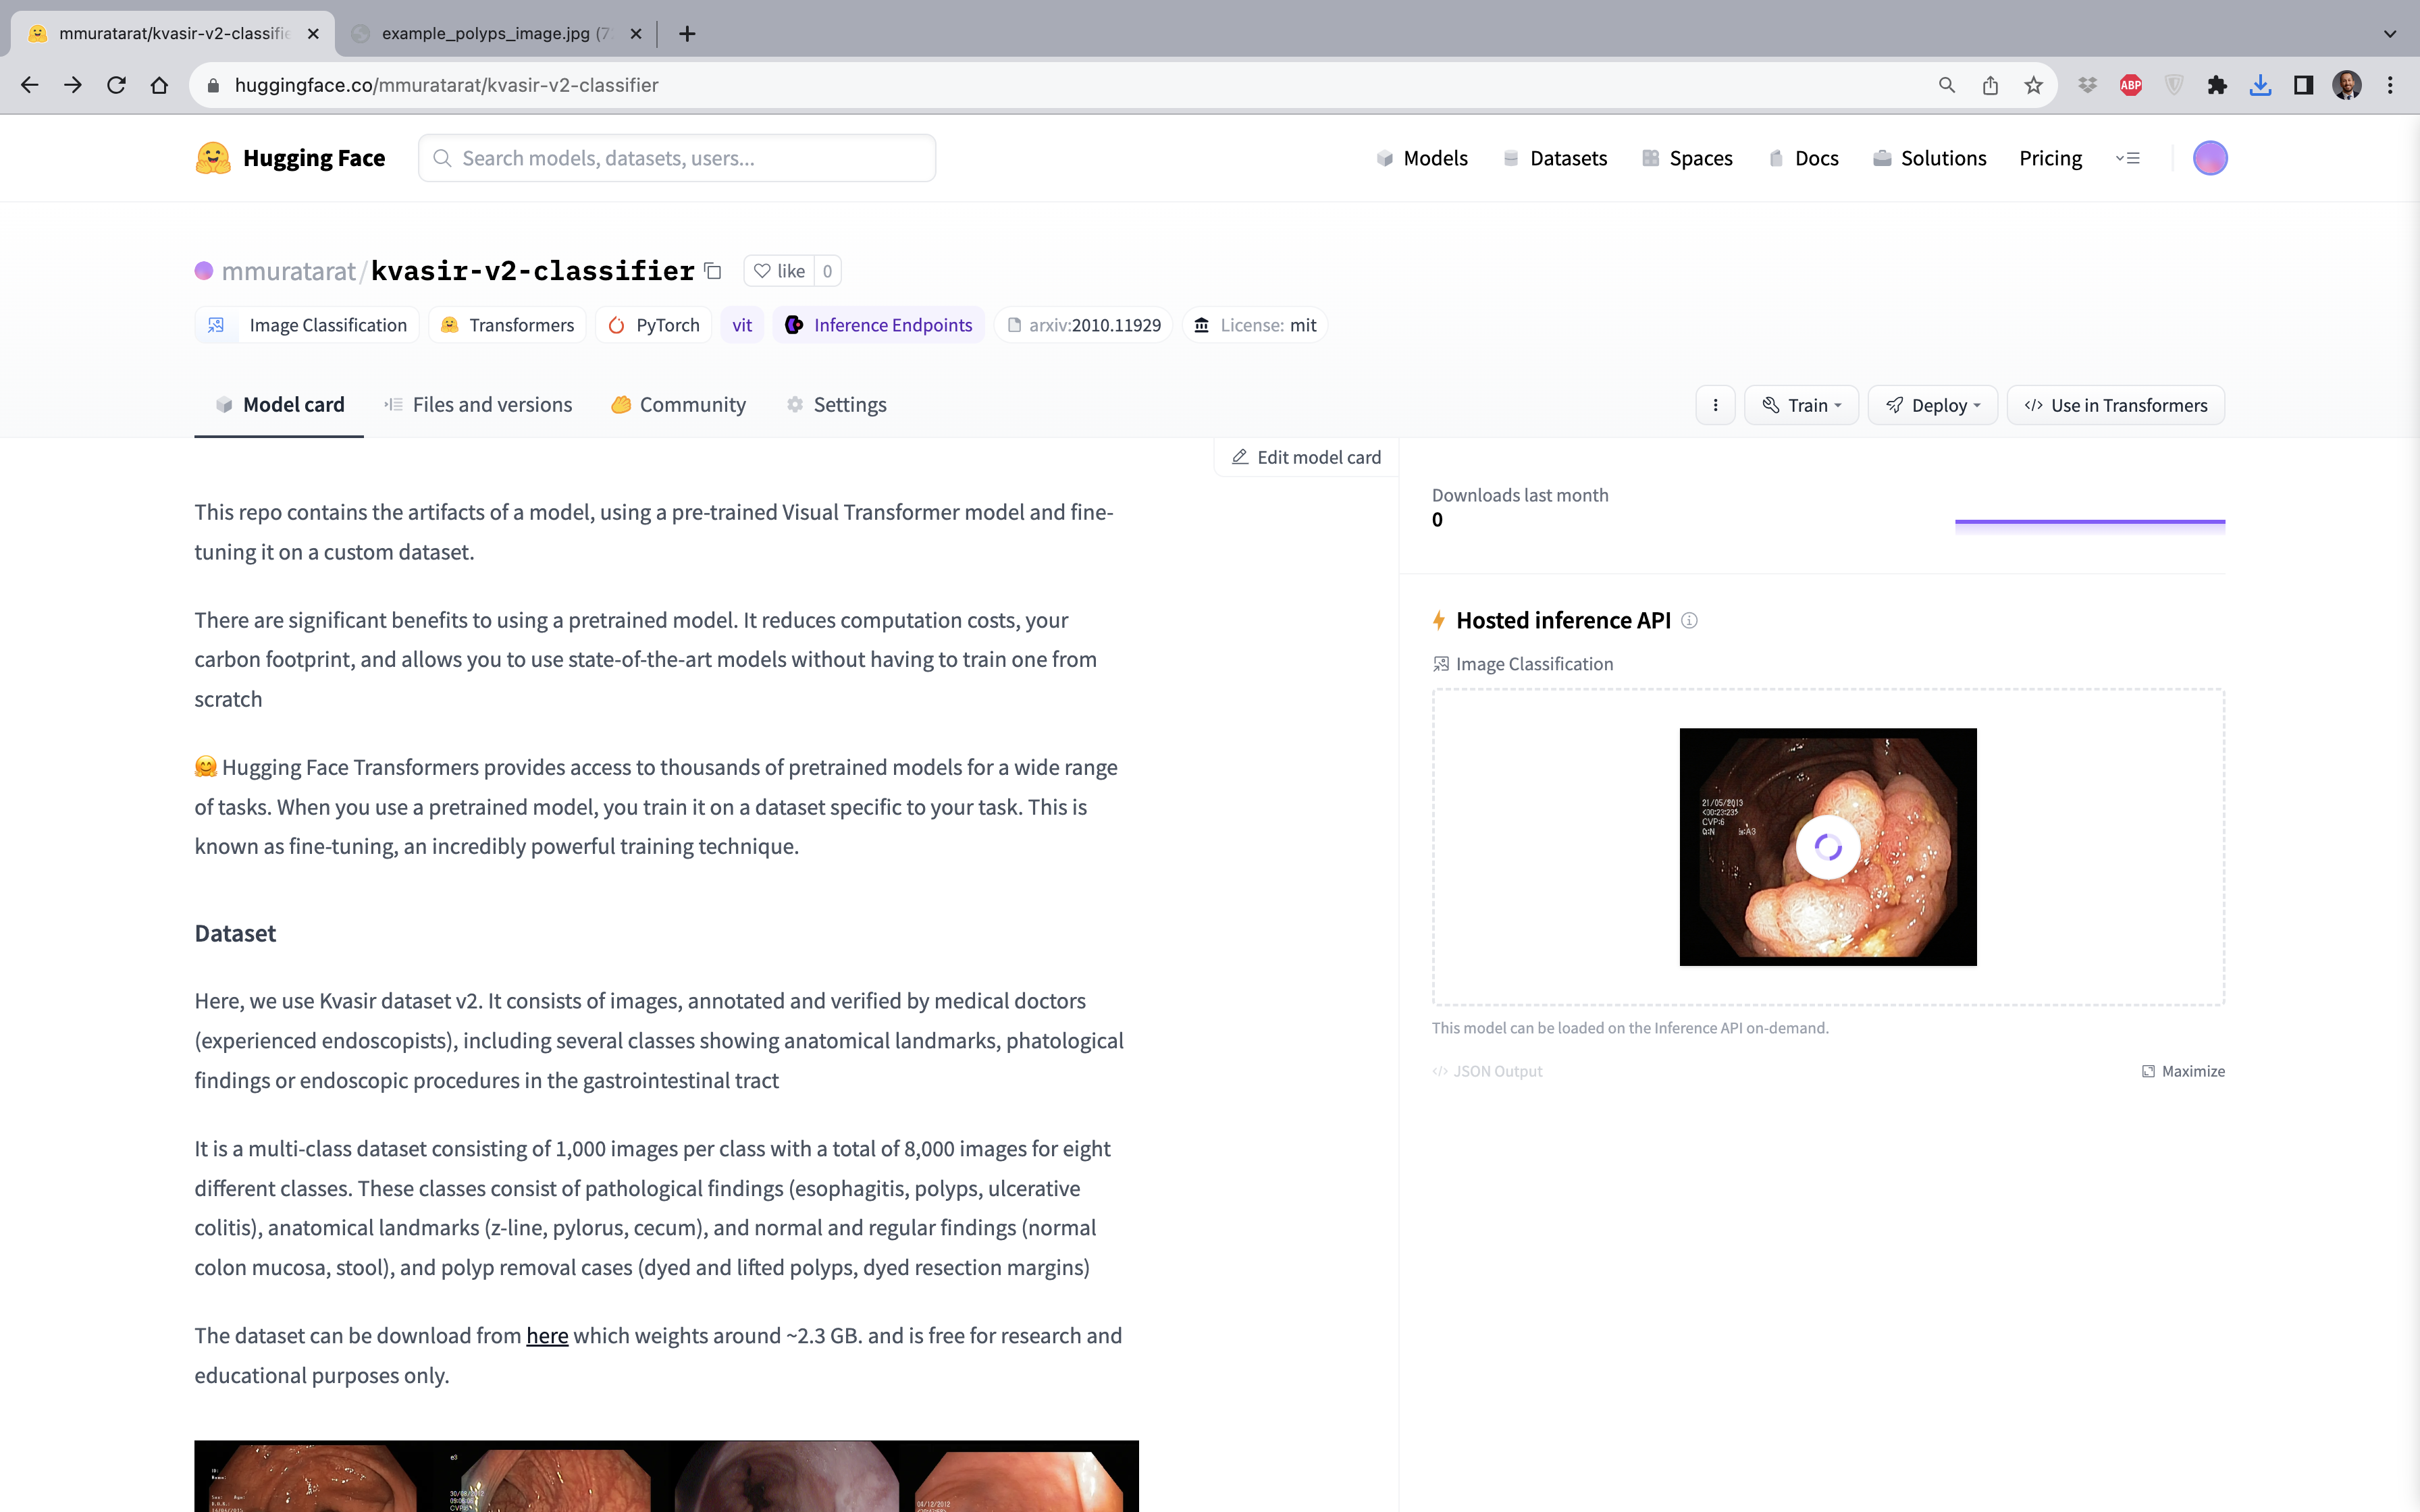 mmuratarat/kvasir-v2-classifie
example_polyps_image.jpg (7
huggingface.co/mmuratarat/kvasir-v2-classifier
ABP
Hugging Face
Search models, datasets, users...
Models
Datasets
Spaces
Docs
Solutions
Pricing
mmuratarat/kvasir-v2-classifier
like 0
Image Classification
Transformers
PyTorch
vit
Inference Endpoints
arxiv:2010.11929
License: mit
Model card
Files and versions
Community
Settings
Train
Deploy
</> Use in Transformers
Edit model card
This repo contains the artifacts of a model, using a pre-trained Visual Transformer model and fine-
tuning it on a custom dataset.
There are significant benefits to using a pretrained model. It reduces computation costs, your
carbon footprint, and allows you to use state-of-the-art models without having to train one from
scratch
🤗 Hugging Face Transformers provides access to thousands of pretrained models for a wide range
of tasks. When you use a pretrained model, you train it on a dataset specific to your task. This is
known as fine-tuning, an incredibly powerful training technique.
Dataset
Here, we use Kvasir dataset v2. It consists of images, annotated and verified by medical doctors
(experienced endoscopists), including several classes showing anatomical landmarks, phatological
findings or endoscopic procedures in the gastrointestinal tract
It is a multi-class dataset consisting of 1,000 images per class with a total of 8,000 images for eight
different classes. These classes consist of pathological findings (esophagitis, polyps, ulcerative
colitis), anatomical landmarks (z-line, pylorus, cecum), and normal and regular findings (normal
colon mucosa, stool), and polyp removal cases (dyed and lifted polyps, dyed resection margins)
The dataset can be download from here which weights around ~2.3 GB. and is free for research and
educational purposes only.
Downloads last month
0
Hosted inference API
Image Classification
21/05/2013
CVP:6
This model can be loaded on the Inference API on-demand.
</> JSON Output
Maximize
e3
30/08/2012
06/12/2012